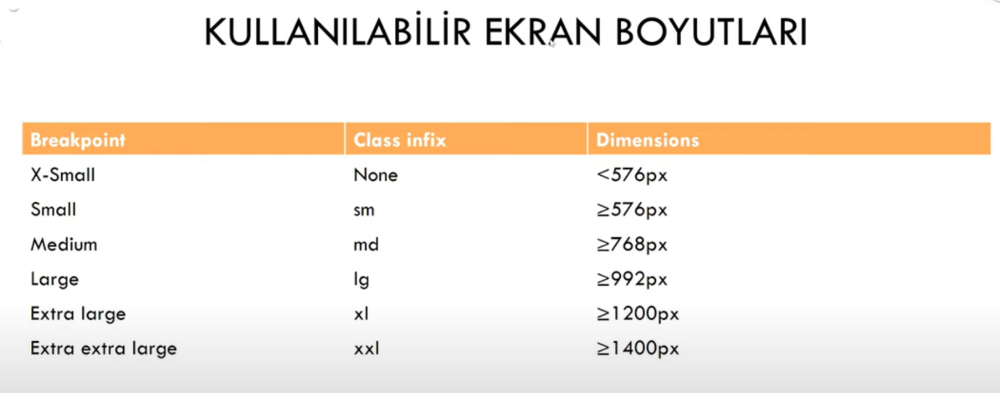 KULLANILABİLİR EKRAN BOYUTLARI
Breakpoint Class infix Dimensions
X-Small None <576px
Small sm ≥576px
Medium md ≥768px
Large lg ≥992px
Extra large xl ≥1200px
Extra extra large xxl ≥1400px